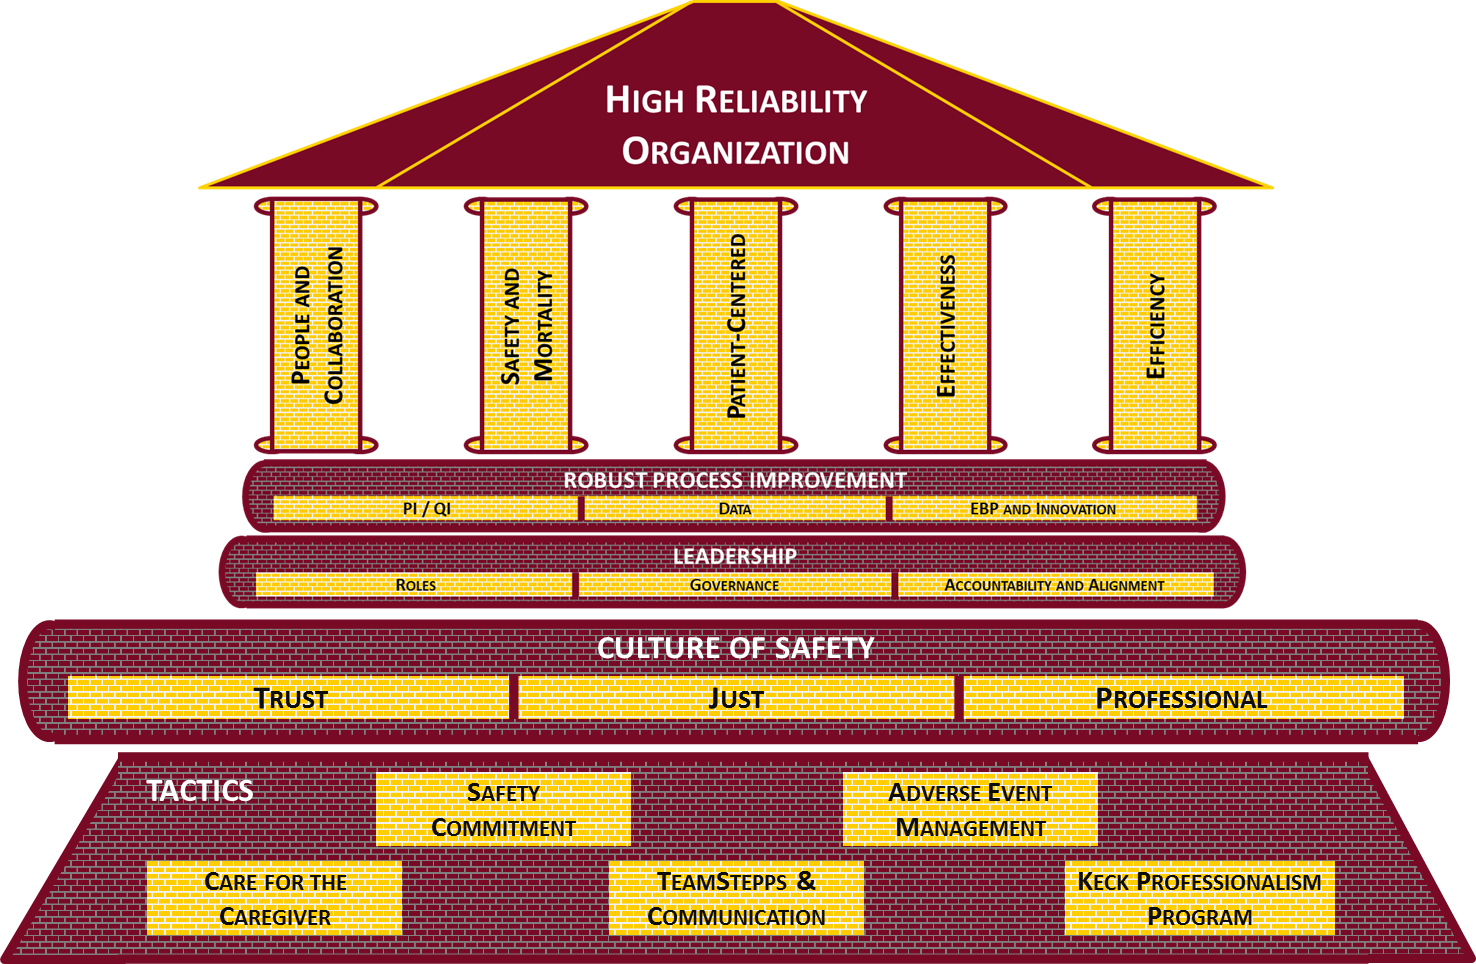 High Reliability
Organization
People and
Collaboration
Safety and
Mortality
Patient-Centered
Effectiveness
Efficiency
ROBUST PROCESS IMPROVEMENT
PI / QI
Data
EBP and Innovation
LEADERSHIP
Roles
Governance
Accountability and Alignment
CULTURE OF SAFETY
Trust
Just
Professional
TACTICS
Safety
Commitment
Adverse Event
Management
Care for the
Caregiver
TeamStepps &
Communication
Keck Professionalism
Program